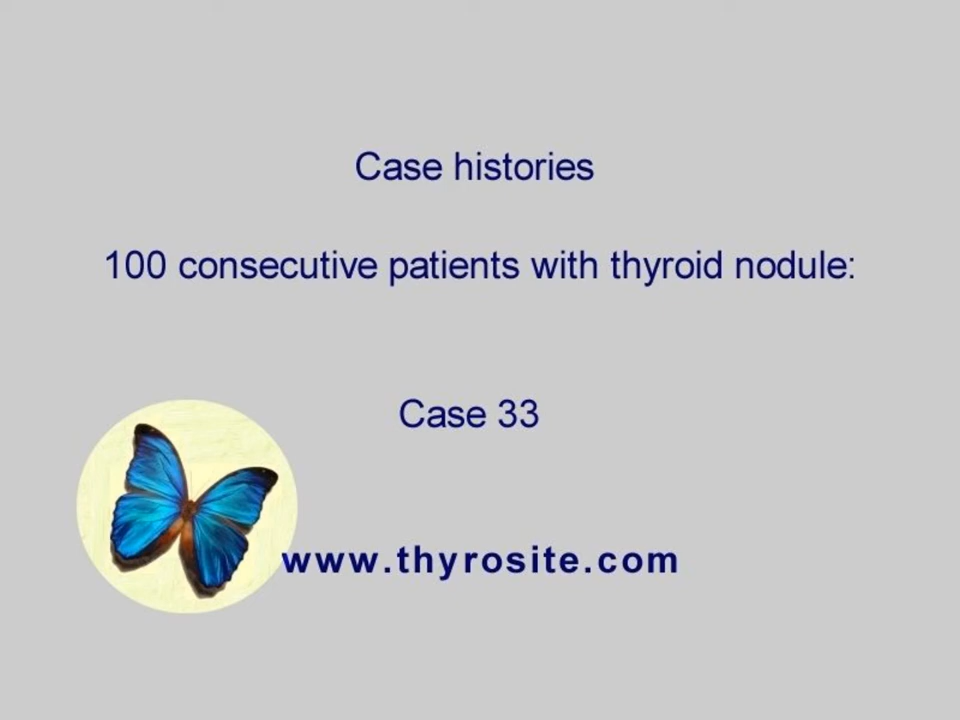 Case histories
100 consecutive patients with thyroid nodule:
Case 33
www.thyrosite.com